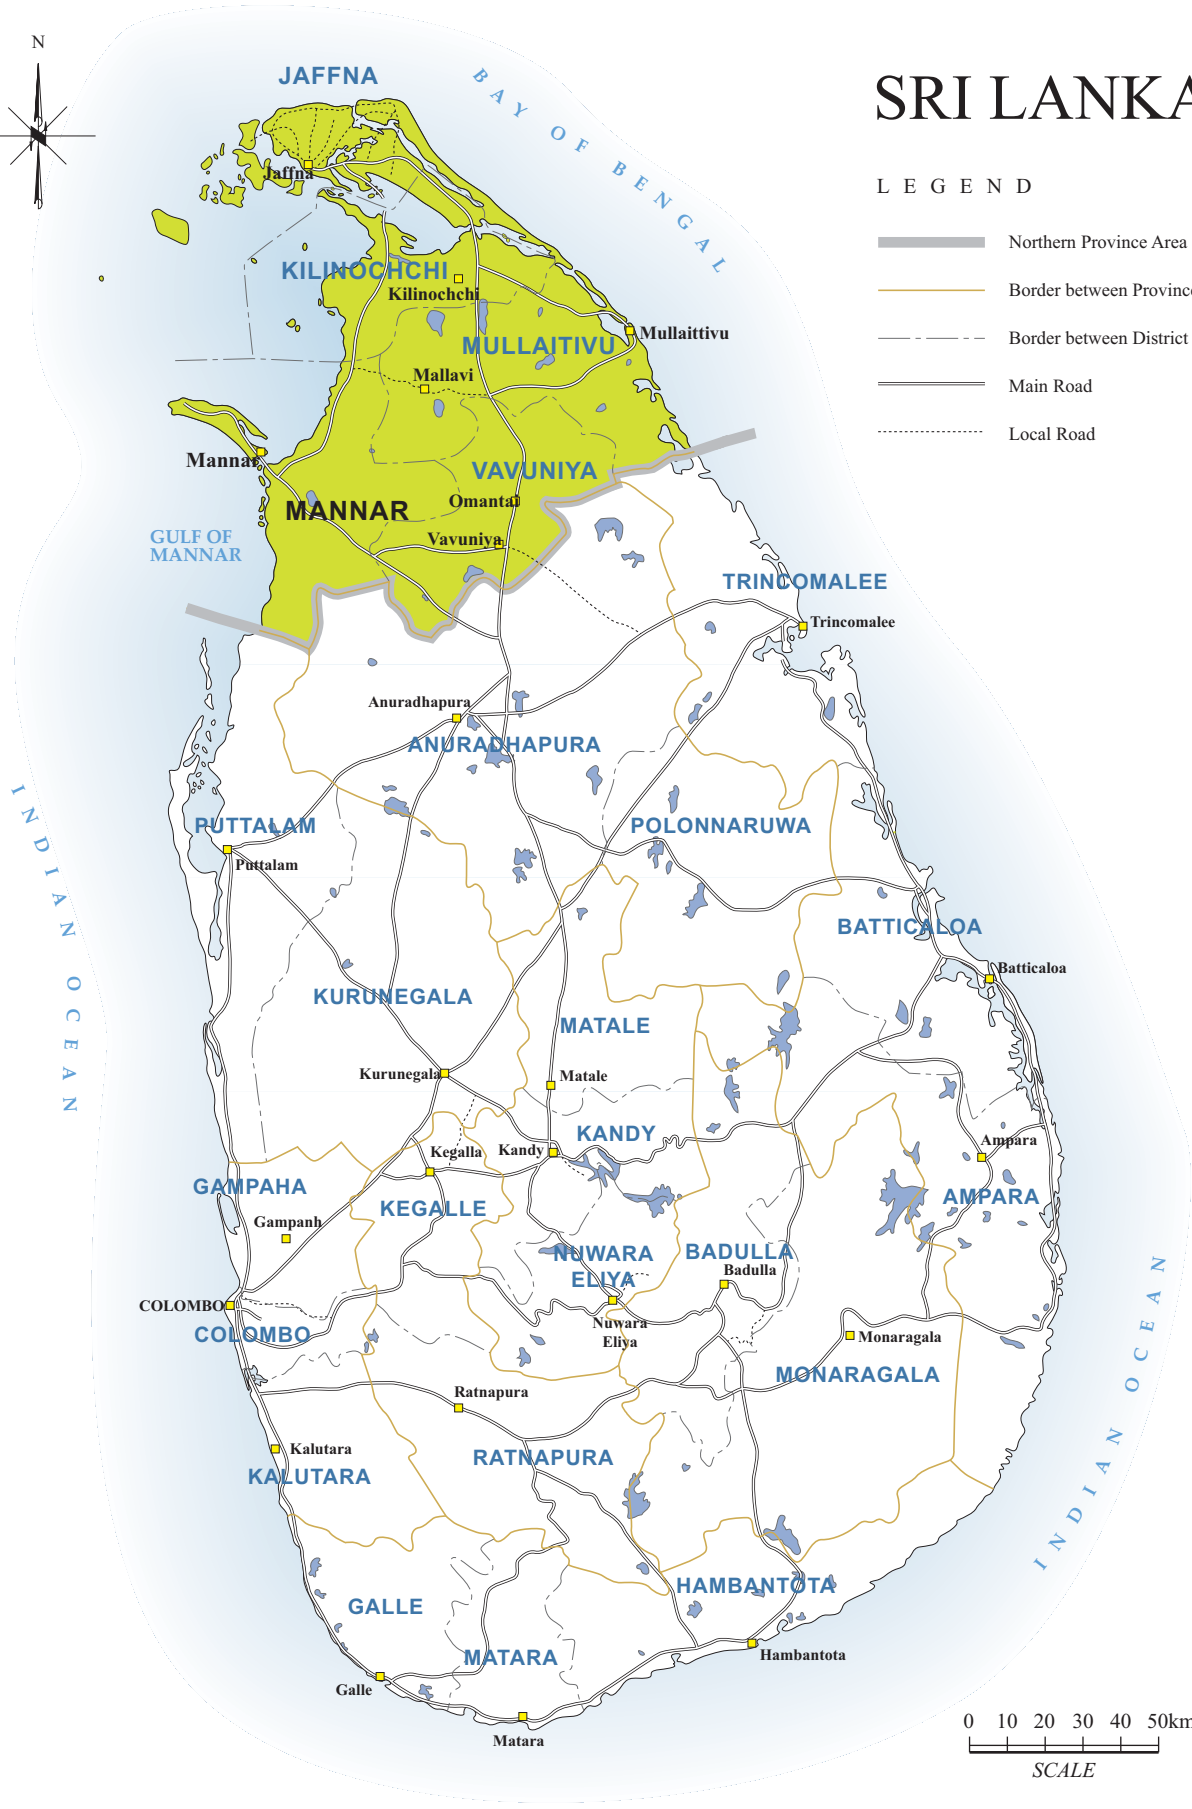 N
SRI LANKA
LEGEND
Northern Province Area
Border between Province
Border between District
Main Road
Local Road
BAY OF BENGAL
JAFFNA
Jaffna
KILINOCHCHI
Kilinochchi
MULLAITIVU
Mullaittivu
Mallavi
Mannar
VAVUNIYA
MANNAR
Omantai
Vavuniya
GULF OF
MANNAR
TRINCOMALEE
Trincomalee
Anuradhapura
ANURADHAPURA
INDIAN OCEAN
PUTTALAM
Puttalam
POLONNARUWA
BATTICALOA
Batticaloa
KURUNEGALA
MATALE
Kurunegala
Matale
KANDY
Kegalla
Kandy
Ampara
GAMPAHA
KEGALLE
AMPARA
Gampanh
NUWARA
ELIYA
BADULLA
Badulla
COLOMBO
COLOMBO
Nuwara
Eliya
Monaragala
MONARAGALA
INDIAN OCEAN
Ratnapura
Kalutara
RATNAPURA
KALUTARA
HAMBANTOTA
GALLE
MATARA
Hambantota
Galle
Matara
0 10 20 30 40 50km
SCALE